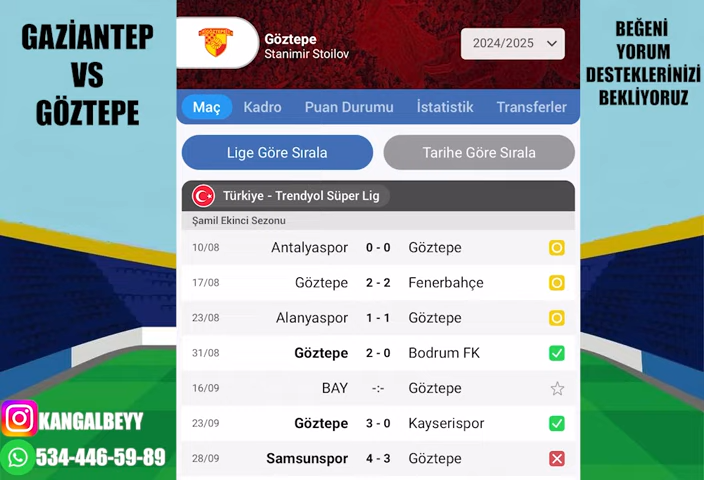 GAZİANTEP
VS
GÖZTEPE
Göztepe
Stanimir Stoilov
2024/2025
BEĞENİ
YORUM
DESTEKLERİNİZİ
BEKLİYORUZ
Maç Kadro Puan Durumu İstatistik Transferler
Lige Göre Sırala Tarihe Göre Sırala
Türkiye - Trendyol Süper Lig
Şamil Ekinci Sezonu
10/08 Antalyaspor 0 - 0 Göztepe
17/08 Göztepe 2 - 2 Fenerbahçe
23/08 Alanyaspor 1 - 1 Göztepe
31/08 Göztepe 2 - 0 Bodrum FK
16/09 BAY -:- Göztepe
23/09 Göztepe 3 - 0 Kayserispor
28/09 Samsunspor 4 - 3 Göztepe
KANGALBEYY
534-446-59-89